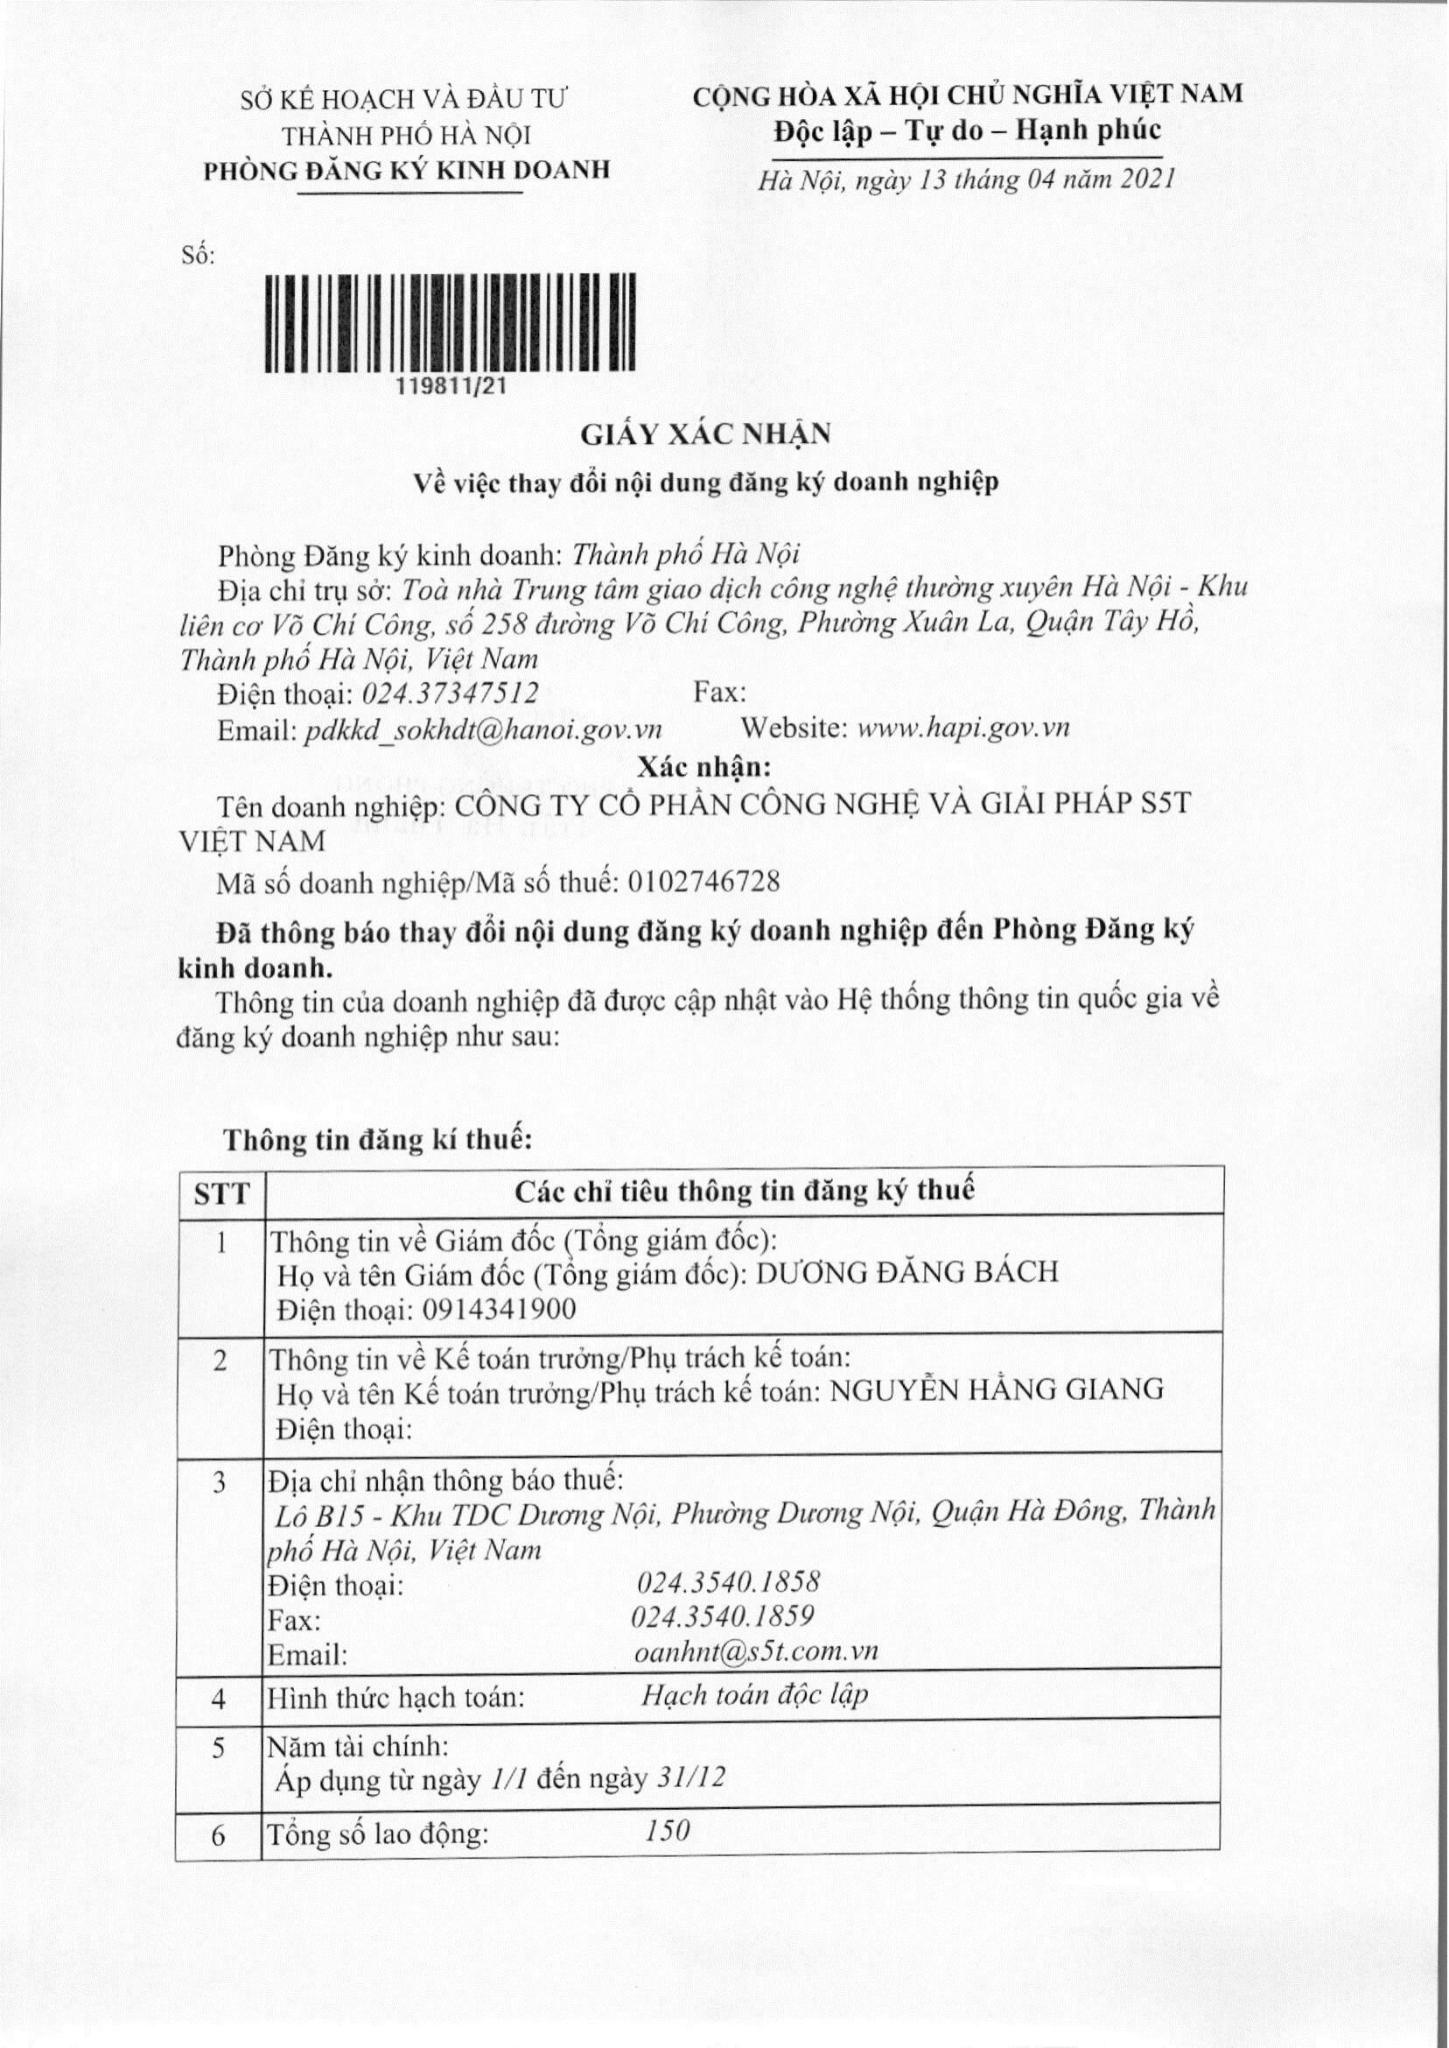 SỞ KẾ HOẠCH VÀ ĐẦU TƯ
THÀNH PHỐ HÀ NỘI
PHÒNG ĐĂNG KÝ KINH DOANH
CỘNG HÒA XÃ HỘI CHỦ NGHĨA VIỆT NAM
Độc lập – Tự do – Hạnh phúc
Hà Nội, ngày 13 tháng 04 năm 2021
Số:
119811/21
GIẤY XÁC NHẬN
Về việc thay đổi nội dung đăng ký doanh nghiệp
Phòng Đăng ký kinh doanh: Thành phố Hà Nội
Địa chỉ trụ sở: Toà nhà Trung tâm giao dịch công nghệ thường xuyên Hà Nội - Khu
liên cơ Võ Chí Công, số 258 đường Võ Chí Công, Phường Xuân La, Quận Tây Hồ,
Thành phố Hà Nội, Việt Nam
Điện thoại: 024.37347512 Fax:
Email: pdkkd_sokhdt@hanoi.gov.vn Website: www.hapi.gov.vn
Xác nhận:
Tên doanh nghiệp: CÔNG TY CỔ PHẦN CÔNG NGHỆ VÀ GIẢI PHÁP S5T
VIỆT NAM
Mã số doanh nghiệp/Mã số thuế: 0102746728
Đã thông báo thay đổi nội dung đăng ký doanh nghiệp đến Phòng Đăng ký
kinh doanh.
Thông tin của doanh nghiệp đã được cập nhật vào Hệ thống thông tin quốc gia về
đăng ký doanh nghiệp như sau:
Thông tin đăng kí thuế:
STT Các chỉ tiêu thông tin đăng ký thuế
1 Thông tin về Giám đốc (Tổng giám đốc):
Họ và tên Giám đốc (Tổng giám đốc): DƯƠNG ĐĂNG BÁCH
Điện thoại: 0914341900
2 Thông tin về Kế toán trưởng/Phụ trách kế toán:
Họ và tên Kế toán trưởng/Phụ trách kế toán: NGUYỄN HẰNG GIANG
Điện thoại:
3 Địa chỉ nhận thông báo thuế:
Lô B15 - Khu TDC Dương Nội, Phường Dương Nội, Quận Hà Đông, Thành
phố Hà Nội, Việt Nam
Điện thoại: 024.3540.1858
Fax: 024.3540.1859
Email: oanhnt@s5t.com.vn
4 Hình thức hạch toán: Hạch toán độc lập
5 Năm tài chính:
Áp dụng từ ngày 1/1 đến ngày 31/12
6 Tổng số lao động: 150